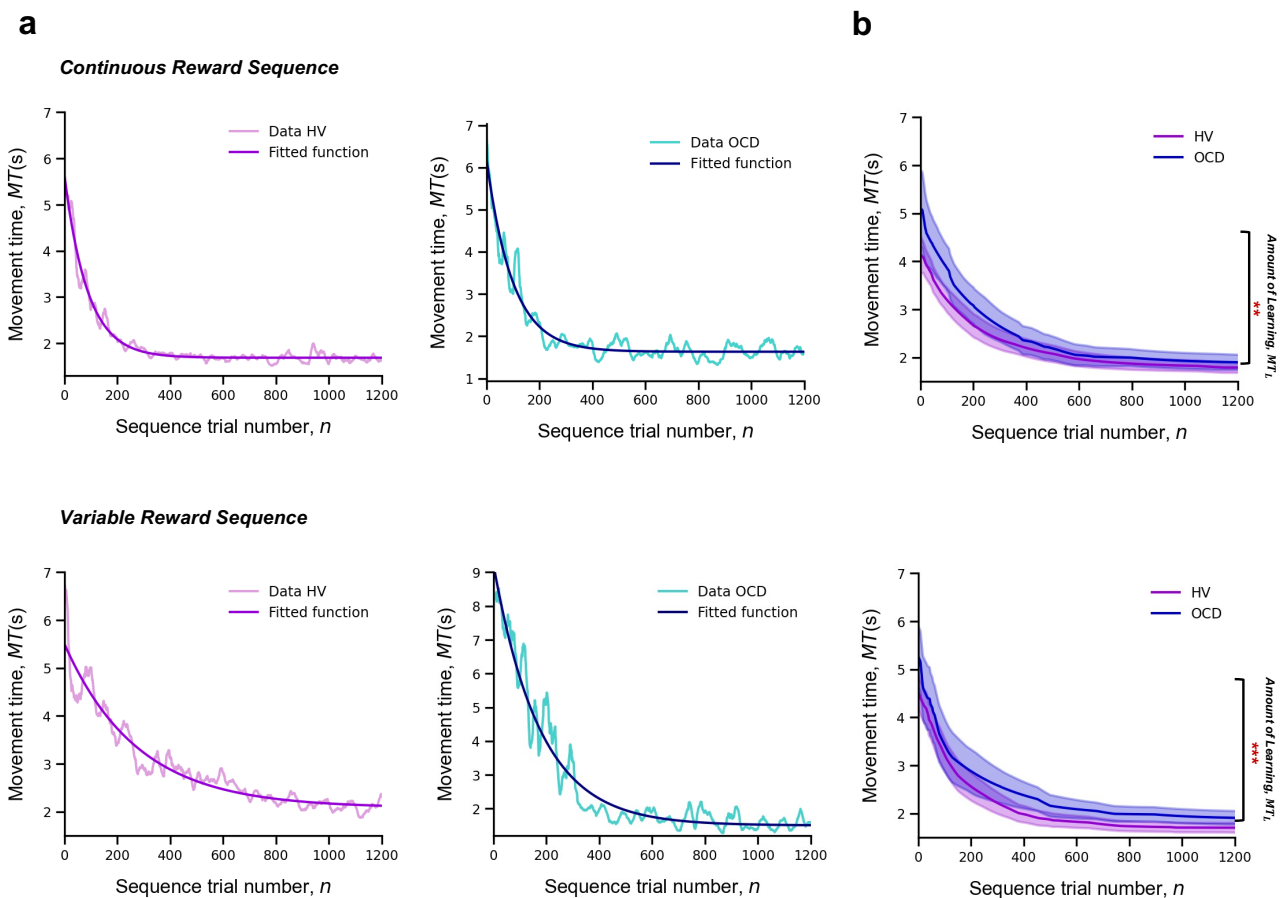 a
b
Continuous Reward Sequence
7
6
5
4
3
2
0
200
400
600
800
1000
1200
Movement time, MT(s)
Sequence trial number, n
Data HV
Fitted function
7
6
5
4
3
2
1
0
200
400
600
800
1000
1200
Movement time, MT(s)
Sequence trial number, n
Data OCD
Fitted function
7
6
5
4
3
2
0
200
400
600
800
1000
1200
Movement time, MT(s)
Sequence trial number, n
HV
OCD
Amount of Learning, MT_L
**
Variable Reward Sequence
7
6
5
4
3
2
0
200
400
600
800
1000
1200
Movement time, MT(s)
Sequence trial number, n
Data HV
Fitted function
9
8
7
6
5
4
3
2
0
200
400
600
800
1000
1200
Movement time, MT(s)
Sequence trial number, n
Data OCD
Fitted function
7
6
5
4
3
2
0
200
400
600
800
1000
1200
Movement time, MT(s)
Sequence trial number, n
HV
OCD
Amount of Learning, MT_L
***